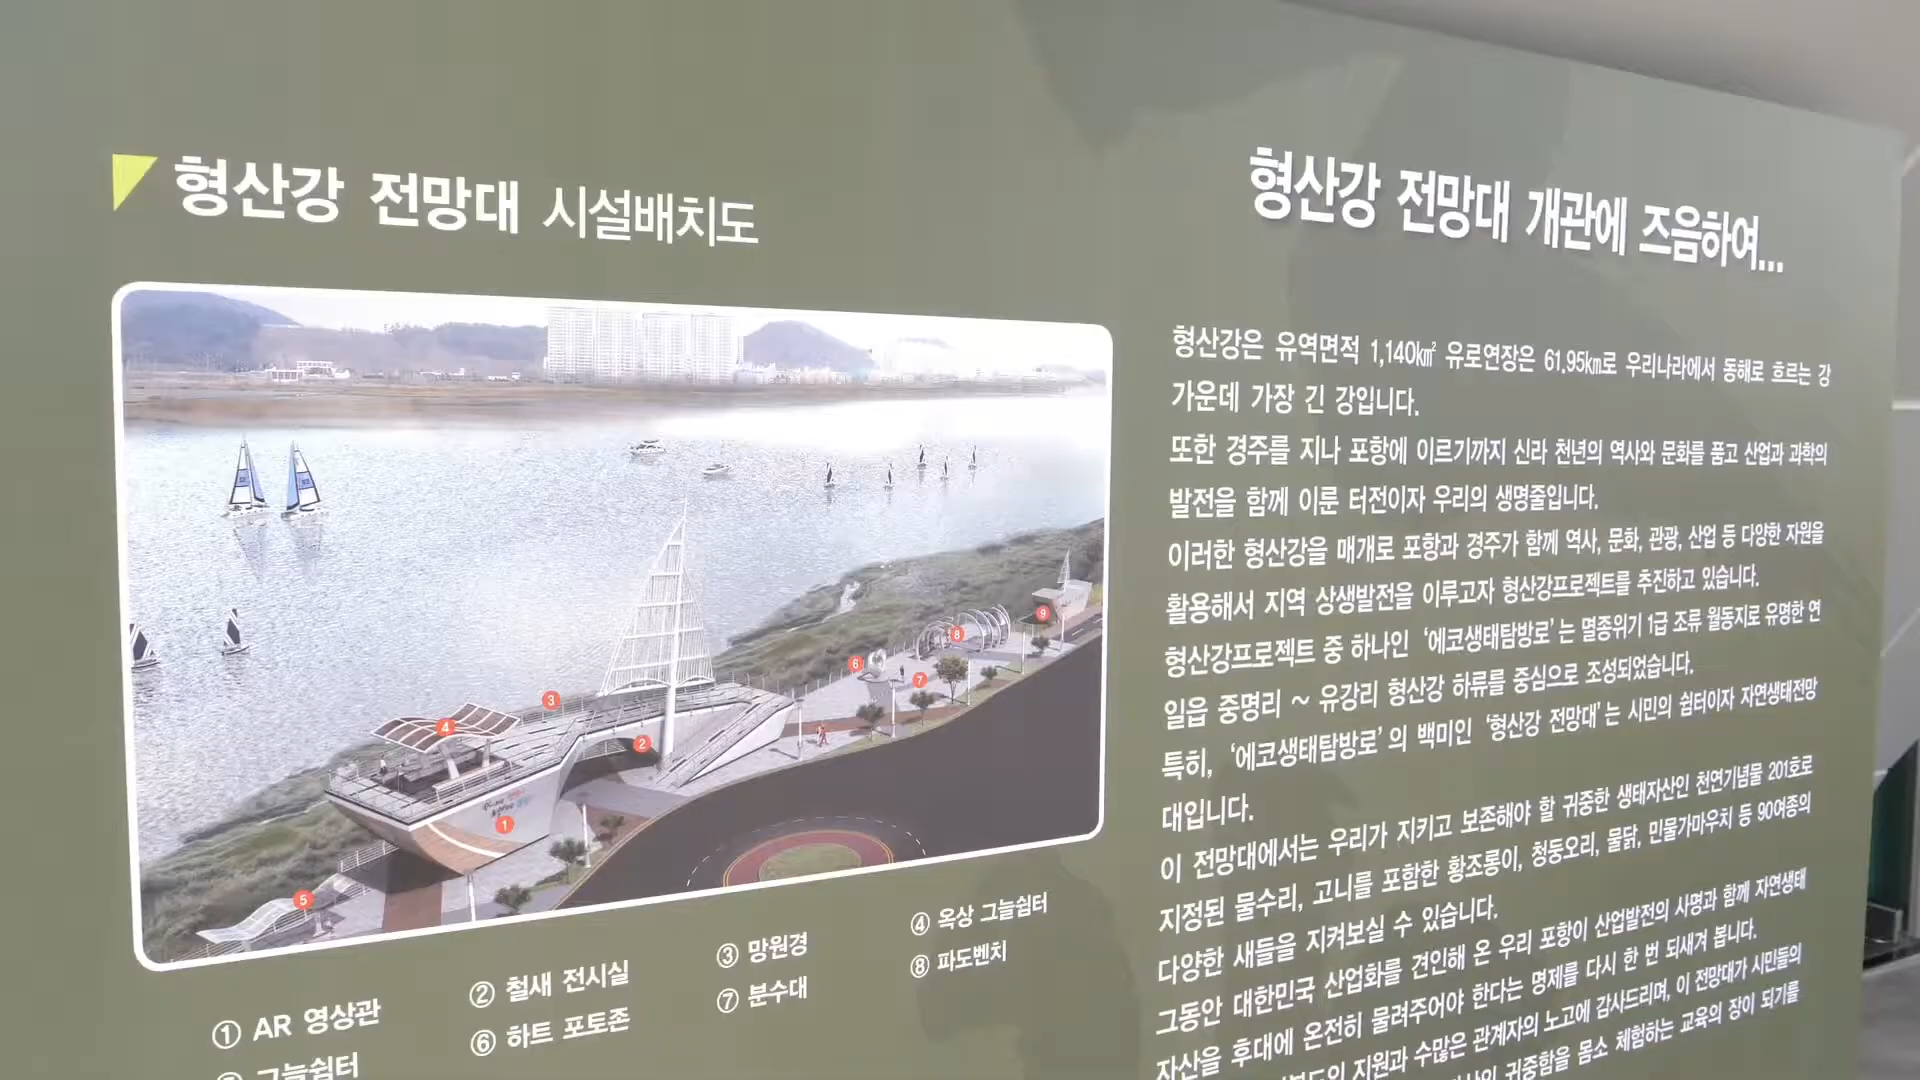 형산강 전망대 시설배치도
① AR 영상관
② 철새 전시실
③ 망원경
④ 옥상 그늘쉼터
그늘쉼터
⑥ 하트 포토존
⑦ 분수대
⑧ 파도벤치
형산강 전망대 개관에 즈음하여...
형산강은 유역면적 1,140㎢ 유로연장은 61.95㎞로 우리나라에서 동해로 흐르는 강
가운데 가장 긴 강입니다.
또한 경주를 지나 포항에 이르기까지 신라 천년의 역사와 문화를 품고 산업과 과학의
발전을 함께 이룬 터전이자 우리의 생명줄입니다.
이러한 형산강을 매개로 포항과 경주가 함께 역사, 문화, 관광, 산업 등 다양한 자원을
활용해서 지역 상생발전을 이루고자 형산강프로젝트를 추진하고 있습니다.
형산강프로젝트 중 하나인 ‘에코생태탐방로’는 멸종위기 1급 조류 월동지로 유명한 연
일읍 중명리 ~ 유강리 형산강 하류를 중심으로 조성되었습니다.
특히, ‘에코생태탐방로’의 백미인 ‘형산강 전망대’는 시민의 쉼터이자 자연생태전망
대입니다.
이 전망대에서는 우리가 지키고 보존해야 할 귀중한 생태자산인 천연기념물 201호로
지정된 물수리, 고니를 포함한 황조롱이, 청둥오리, 물닭, 민물가마우치 등 90여종의
다양한 새들을 지켜보실 수 있습니다.
그동안 대한민국 산업화를 견인해 온 우리 포항이 산업발전의 사명과 함께 자연생태
자산을 후대에 온전히 물려주어야 한다는 명제를 다시 한 번 되새겨 봅니다.
지원과 수많은 관계자의 노고에 감사드리며, 이 전망대가 시민들의
귀중함을 몸소 체험하는 교육의 장이 되기를
1
2
3
4
5
6
7
8
9